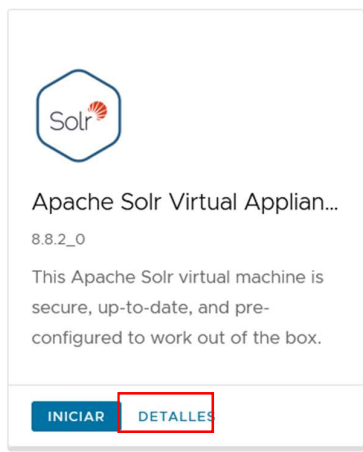 Solr
Apache Solr Virtual Applian...
8.8.2_0
This Apache Solr virtual machine is
secure, up-to-date, and pre-
configured to work out of the box.
INICIAR DETALLES